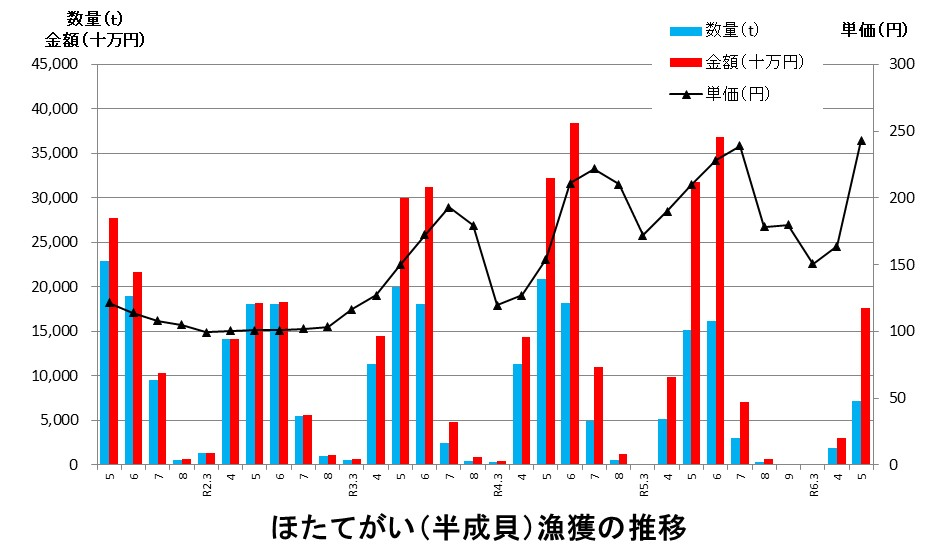 数量(t)
金額(十万円)
単価(円)
数量(t)
金額(十万円)
単価(円)
45,000
40,000
35,000
30,000
25,000
20,000
15,000
10,000
5,000
0
300
250
200
150
100
50
0
5 6 7 8 R2.3 4 5 6 7 8 R3.3 4 5 6 7 8 R4.3 4 5 6 7 8 R5.3 4 5 6 7 8 9 R6.3 4 5
ほたてがい(半成貝)漁獲の推移